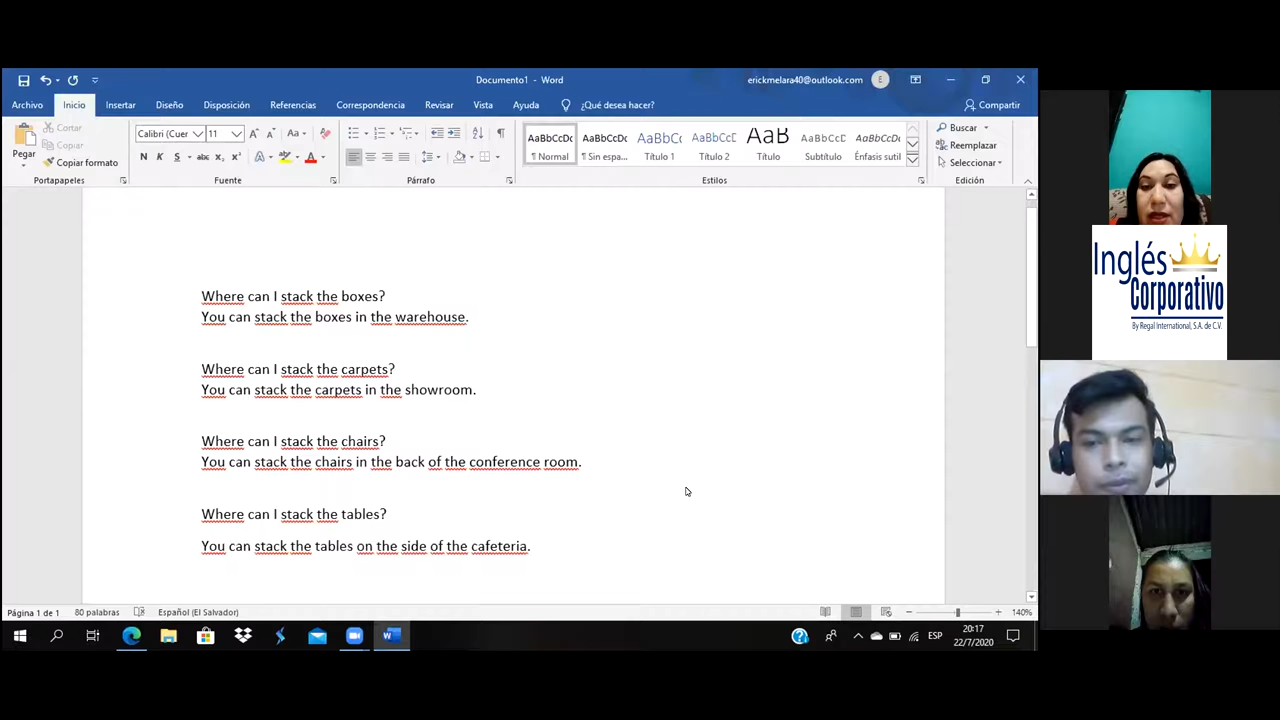 Documento1 - Word
erickmelara40@outlook.com
E
Archivo
Inicio
Insertar
Diseño
Disposición
Referencias
Correspondencia
Revisar
Vista
Ayuda
¿Qué desea hacer?
Compartir
Pegar
Cortar
Copiar
Copiar formato
Portapapeles
Calibri (Cuer
11
Aa
N K S abc x₂ x²
A
Fuente
Párrafo
AaBbCcDc
¶ Normal
AaBbCcDc
¶ Sin espa...
AaBbCc
Título 1
AaBbCcD
Título 2
AaB
Título
AaBbCcD
Subtítulo
AaBbCcDc
Énfasis sutil
Estilos
Buscar
Reemplazar
Seleccionar
Edición
Where can I stack the boxes?
You can stack the boxes in the warehouse.
Where can I stack the carpets?
You can stack the carpets in the showroom.
Where can I stack the chairs?
You can stack the chairs in the back of the conference room.
Where can I stack the tables?
You can stack the tables on the side of the cafeteria.
Página 1 de 1
80 palabras
Español (El Salvador)
140%
ESP
20:17
22/7/2020
Inglés
Corporativo
By Regal International, S.A. de C.V.